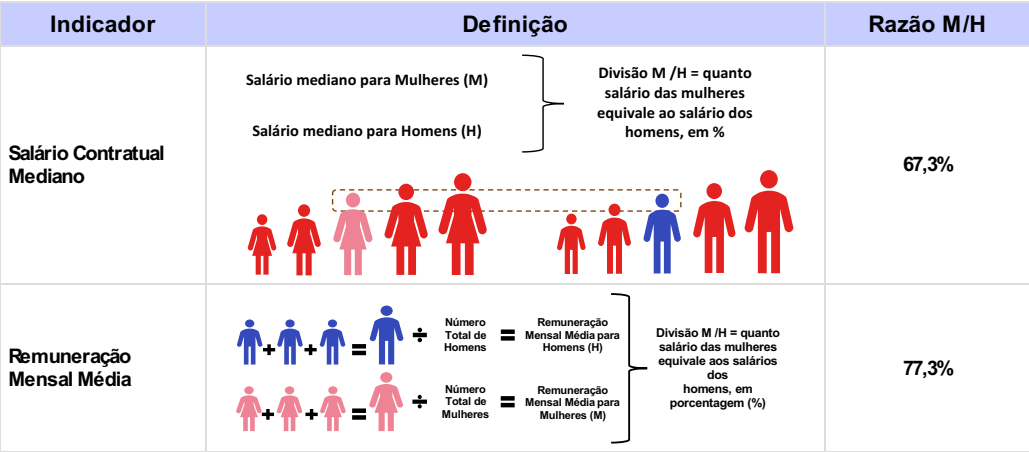 Indicador
Definição
Razão M/H
Salário Contratual
Mediano
Salário mediano para Mulheres (M)
Salário mediano para Homens (H)
Divisão M /H = quanto
salário das mulheres
equivale ao salário dos
homens, em %
67,3%
Remuneração
Mensal Média
+ + = ÷
Número
Total de
Homens
=
Remuneração
Mensal Média para
Homens (H)
+ + = ÷
Número
Total de
Mulheres
=
Remuneração
Mensal Média para
Mulheres (M)
Divisão M /H = quanto
salário das mulheres
equivale aos salários
dos
homens, em
porcentagem (%)
77,3%